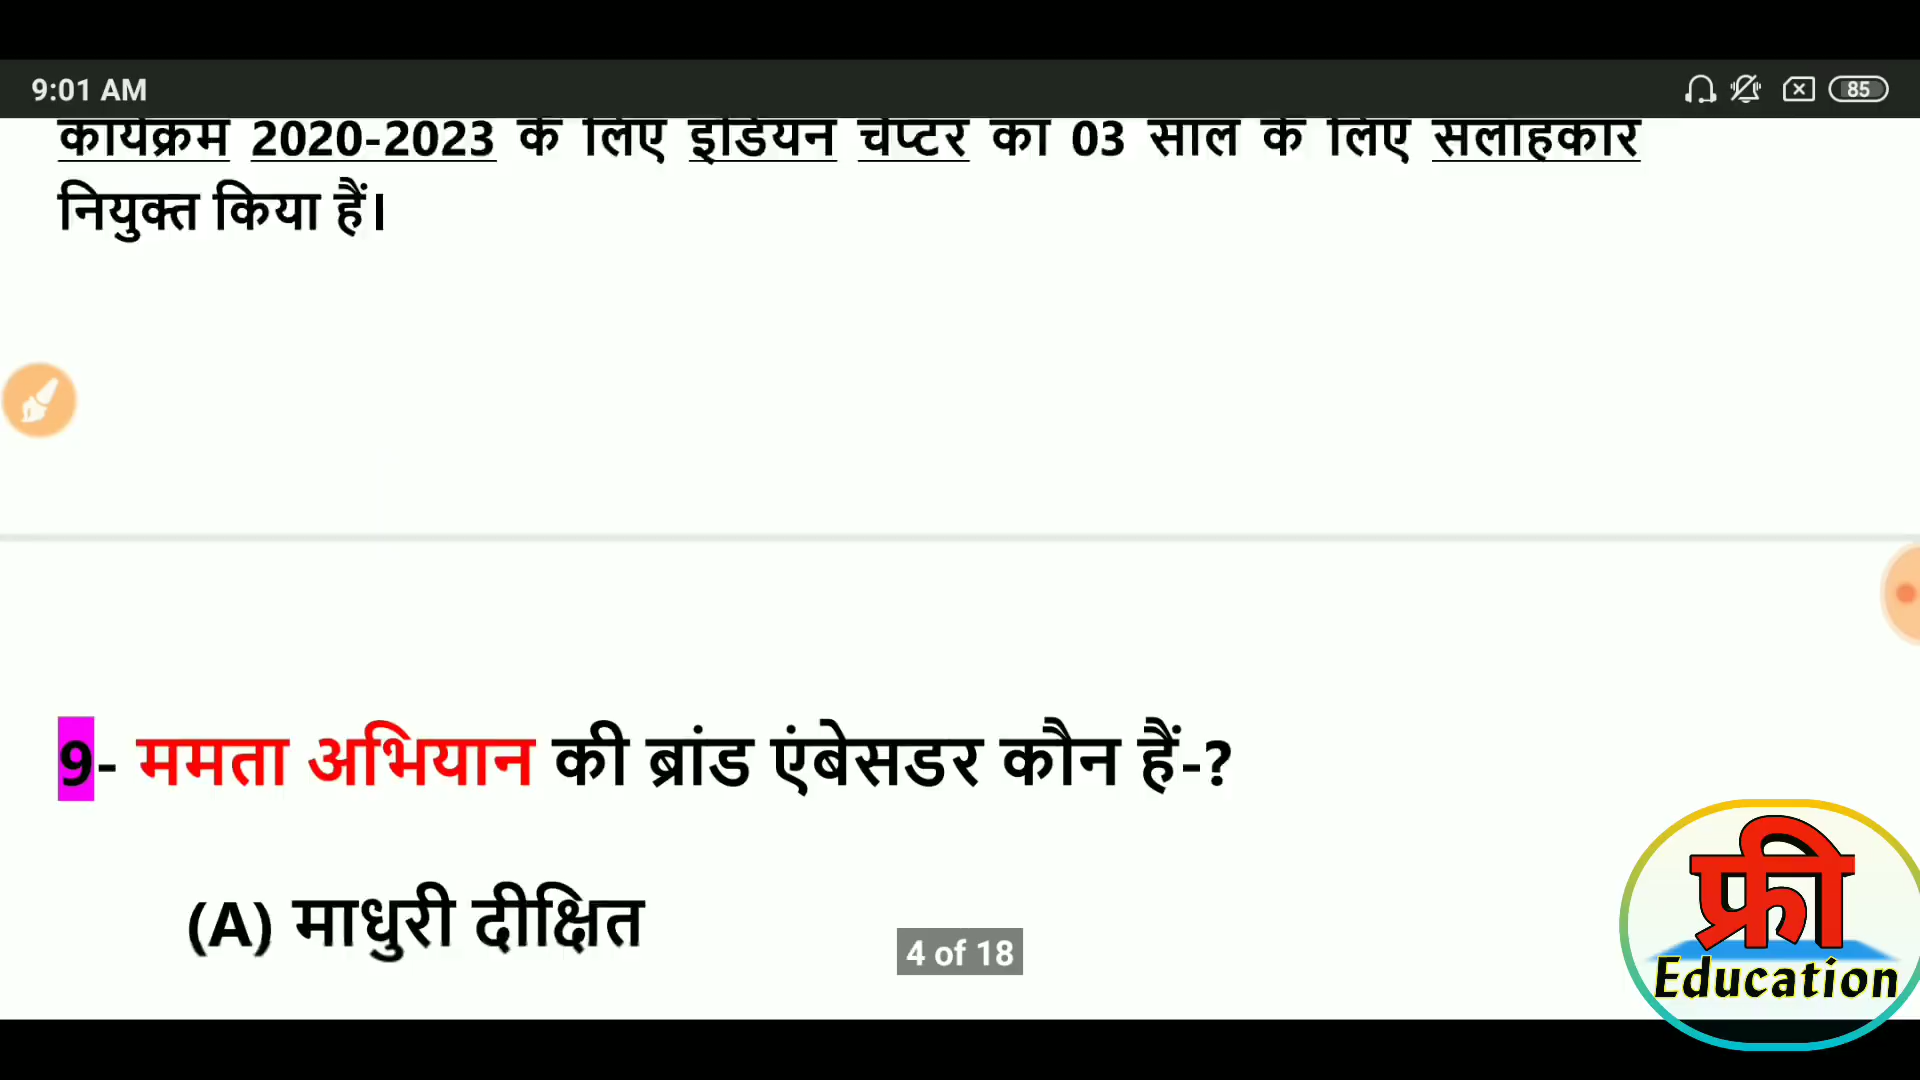 9:01 AM 85
कार्यक्रम 2020-2023 के लिए इंडियन चैप्टर का 03 साल के लिए सलाहकार
नियुक्त किया हैं।
9- ममता अभियान की ब्रांड एंबेसडर कौन हैं-?
(A) माधुरी दीक्षित
4 of 18
फ्री
Education